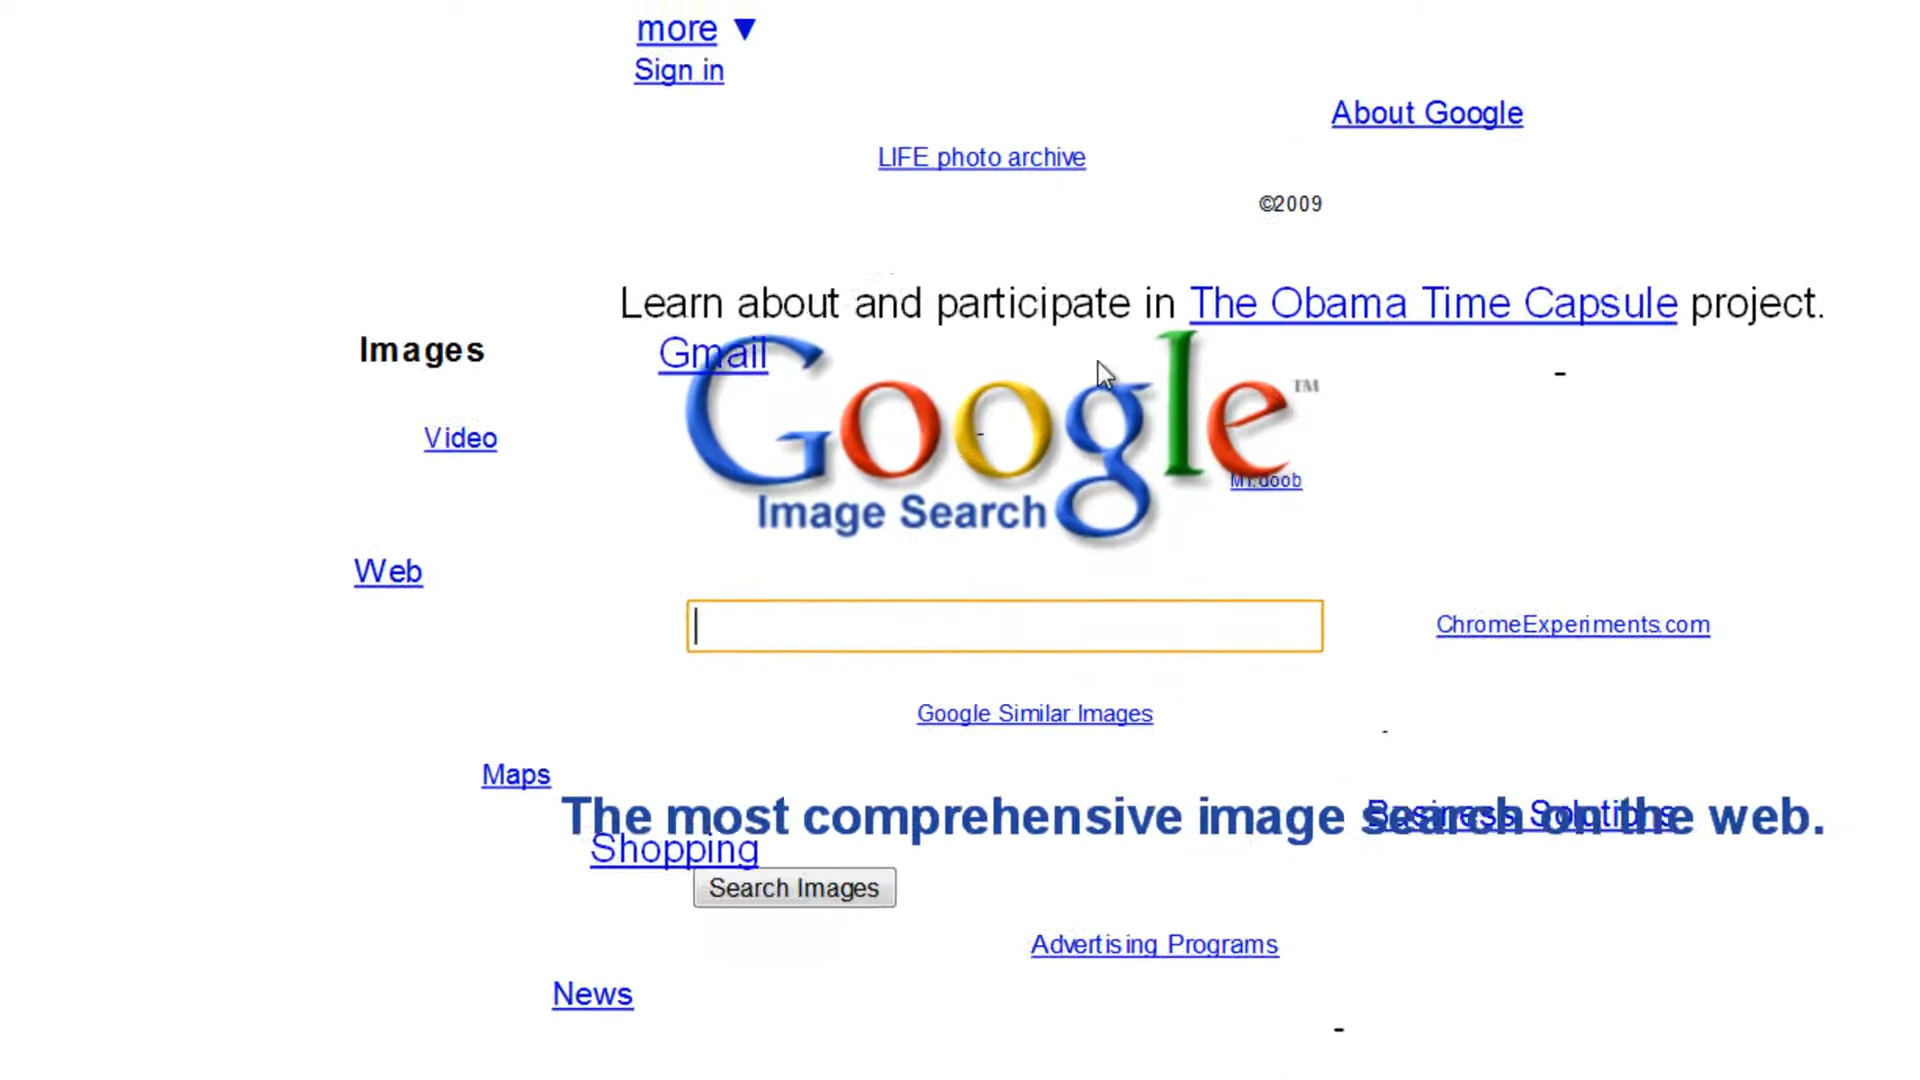 more ▼
Sign in
About Google
LIFE photo archive
©2009
Learn about and participate in The Obama Time Capsule project.
Images
Gmail
-
Google™
Video
-
Mr.doob
Image Search
Web
ChromeExperiments.com
Google Similar Images
-
Maps
The most comprehensive image search on the web.
Business Solutions
Shopping
Search Images
Advertising Programs
News
-